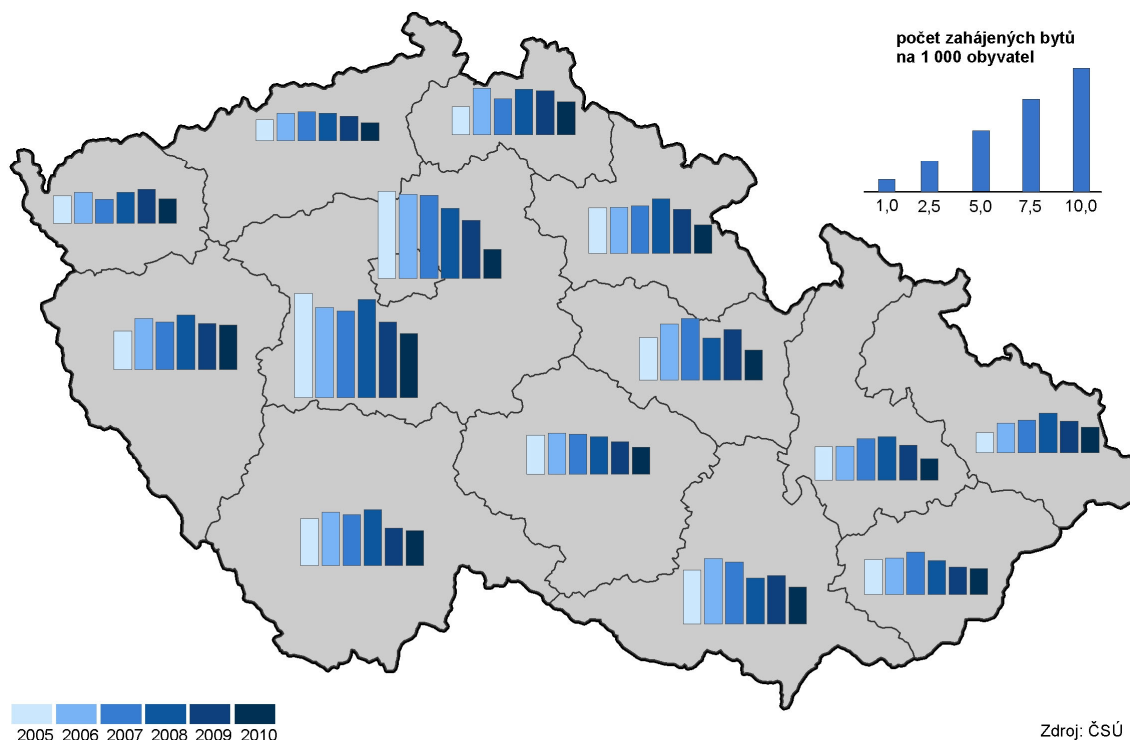 počet zahájených bytů
na 1 000 obyvatel
1,0 2,5 5,0 7,5 10,0
2005 2006 2007 2008 2009 2010
Zdroj: ČSÚ